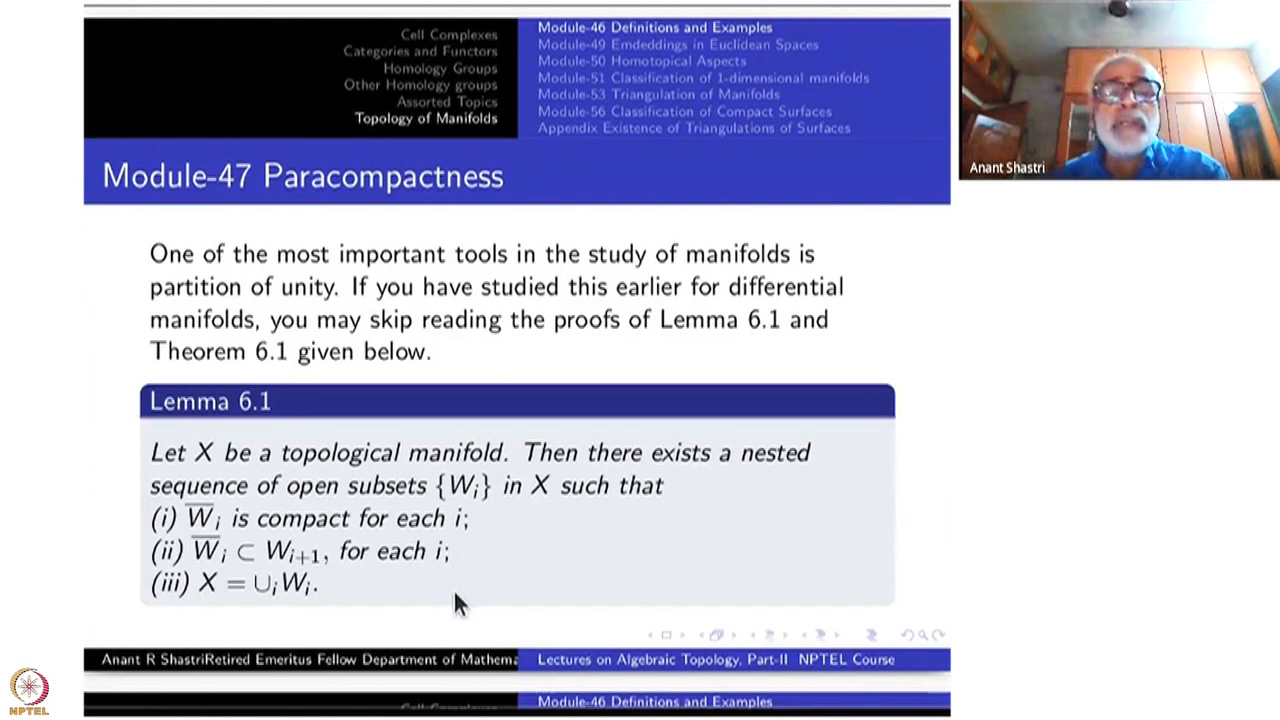 Cell Complexes
Categories and Functors
Homology Groups
Other Homology groups
Assorted Topics
Topology of Manifolds
Module-46 Definitions and Examples
Module-49 Emdeddings in Euclidean Spaces
Module-50 Homotopical Aspects
Module-51 Classification of 1-dimensional manifolds
Module-53 Triangulation of Manifolds
Module-56 Classification of Compact Surfaces
Appendix Existence of Triangulations of Surfaces
Anant Shastri
Module-47 Paracompactness
One of the most important tools in the study of manifolds is
partition of unity. If you have studied this earlier for differential
manifolds, you may skip reading the proofs of Lemma 6.1 and
Theorem 6.1 given below.
Lemma 6.1
Let X be a topological manifold. Then there exists a nested
sequence of open subsets {W_i} in X such that
(i) W̅_i is compact for each i;
(ii) W̅_i ⊂ W_{i+1}, for each i;
(iii) X = ∪_i W_i.
Anant R ShastriRetired Emeritus Fellow Department of Mathema
Lectures on Algebraic Topology, Part-II NPTEL Course
Module-46 Definitions and Examples
NPTEL